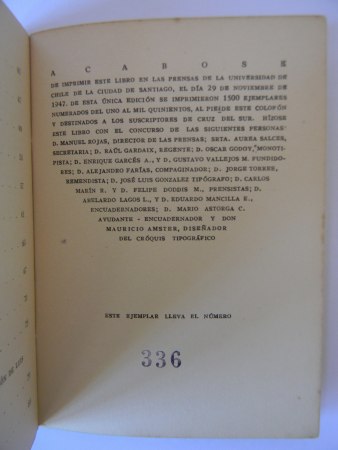 ACABOSE
DE IMPRIMIR ESTE LIBRO EN LAS PRENSAS DE LA UNIVERSIDAD DE
CHILE DE LA CIUDAD DE SANTIAGO, EL DÍA 29 DE NOVIEMBRE DE
1947. DE ESTA ÚNICA EDICIÓN SE IMPRIMIERON 1500 EJEMPLARES
NUMERADOS DEL UNO AL MIL QUINIENTOS, AL PIE DE ESTE COLOFÓN
Y DESTINADOS A LOS SUSCRIPTORES DE CRUZ DEL SUR. HÍZOSE
ESTE LIBRO CON EL CONCURSO DE LAS SIGUIENTES PERSONAS:
D. MANUEL ROJAS, DIRECTOR DE LAS PRENSAS; SRTA. AUREA SALCES,
SECRETARIA; D. RAÚL GARDAIX, REGENTE; D. OSCAR GODOY, MONOTI-
PISTA; D. ENRIQUE GARCÉS A., Y D. GUSTAVO VALLEJOS M. FUNDIDO-
RES; D. ALEJANDRO FARÍAS, COMPAGINADOR; D. JORGE TORRES,
REMENDISTA; D. JOSÉ LUIS GONZALEZ TIPÓGRAFO; D. CARLOS
MARÍN R. Y D. FELIPE DODDIS M., PRENSISTAS; D.
ABELARDO LAGOS L., Y D. EDUARDO MANCILLA E.,
ENCUADERNADORES; D. MARIO ASTORGA C.
AYUDANTE - ENCUADERNADOR Y DON
MAURICIO AMSTER, DISEÑADOR
DEL CRÓQUIS TIPOGRÁFICO
ESTE EJEMPLAR LLEVA EL NÚMERO
336